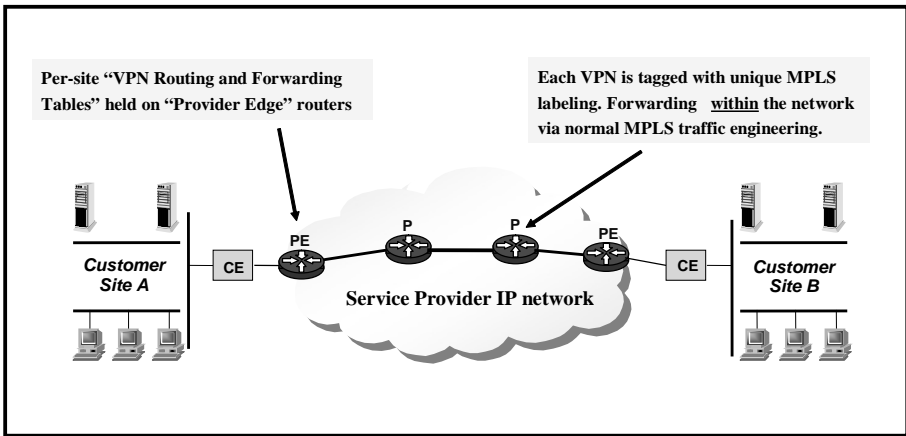 Per-site “VPN Routing and Forwarding
Tables” held on “Provider Edge” routers
Each VPN is tagged with unique MPLS
labeling. Forwarding within the network
via normal MPLS traffic engineering.
PE
P
P
PE
CE
CE
Customer
Site A
Service Provider IP network
Customer
Site B